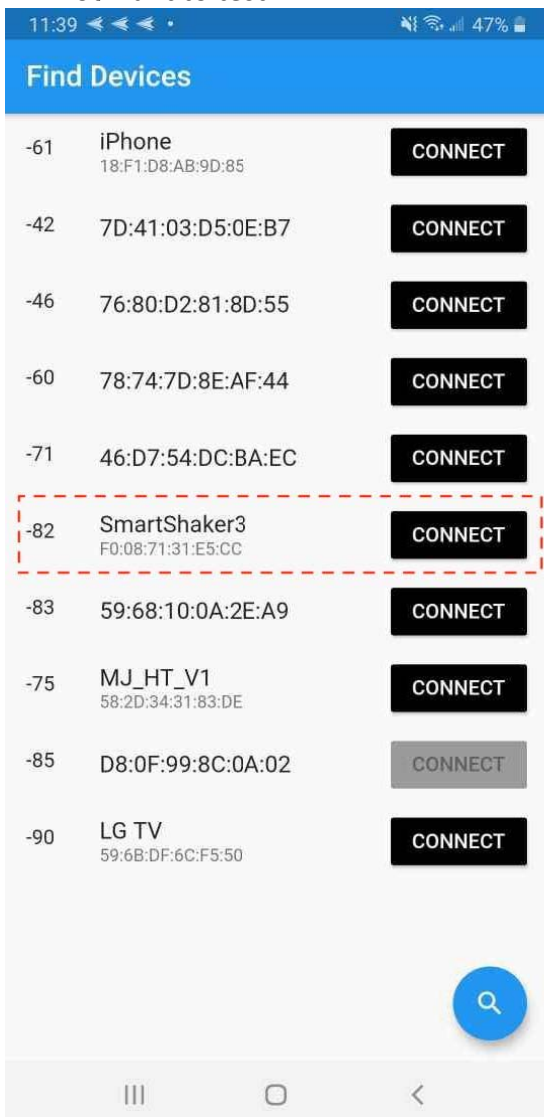 11:39
47%
Find Devices
-61 iPhone CONNECT
18:F1:D8:AB:9D:85
-42 7D:41:03:D5:0E:B7 CONNECT
-46 76:80:D2:81:8D:55 CONNECT
-60 78:74:7D:8E:AF:44 CONNECT
-71 46:D7:54:DC:BA:EC CONNECT
-82 SmartShaker3 CONNECT
F0:08:71:31:E5:CC
-83 59:68:10:0A:2E:A9 CONNECT
-75 MJ_HT_V1 CONNECT
58:2D:34:31:83:DE
-85 D8:0F:99:8C:0A:02 CONNECT
-90 LG TV CONNECT
59:6B:DF:6C:F5:50